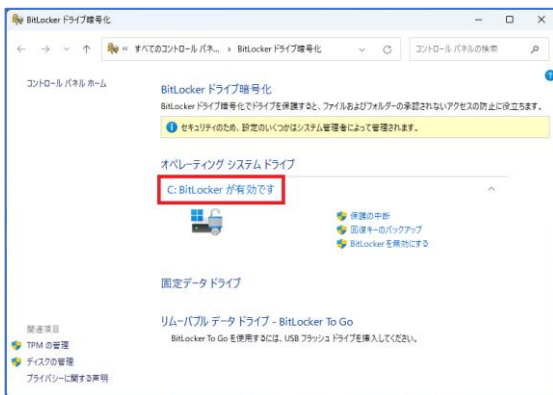 BitLocker ドライブ暗号化
すべてのコントロール パネ... › BitLocker ドライブ暗号化
コントロール パネルの検索
コントロール パネル ホーム
BitLocker ドライブ暗号化
BitLocker ドライブ暗号化でドライブを保護すると、ファイルおよびフォルダーの承認されないアクセスの防止に役立ちます。
セキュリティのため、設定のいくつかはシステム管理者によって管理されます。
オペレーティング システム ドライブ
C: BitLocker が有効です
保護の中断
回復キーのバックアップ
BitLocker を無効にする
固定データ ドライブ
リムーバブル データ ドライブ - BitLocker To Go
BitLocker To Go を使用するには、USB フラッシュ ドライブを挿入してください。
関連項目
TPM の管理
ディスクの管理
プライバシーに関する声明